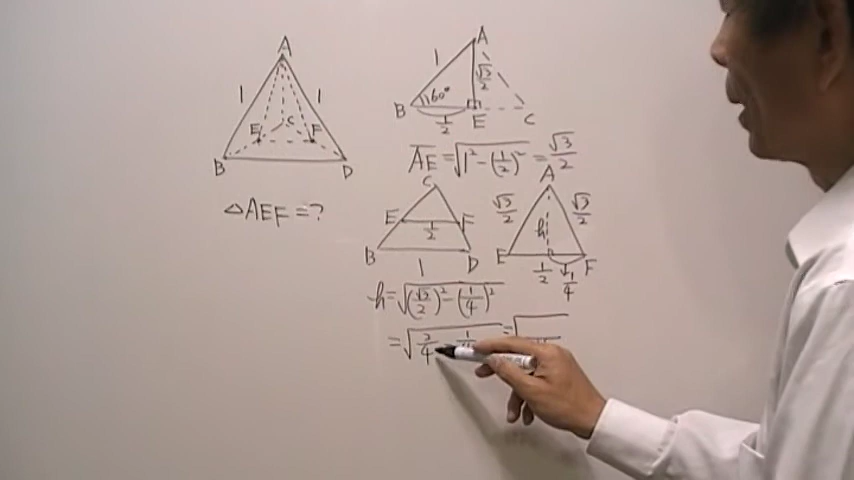 A
1
1
C
E
F
B
D
△AEF=?
A
1
√3/2
B
60°
1/2
E
C
AE=√(1²-(1/2)²)=√3/2
C
E
F
1/2
B
D
1
A
√3/2
√3/2
h
E
F
1/2
1/4
h=√((√3/2)²-(1/4)²)
=√(3/4